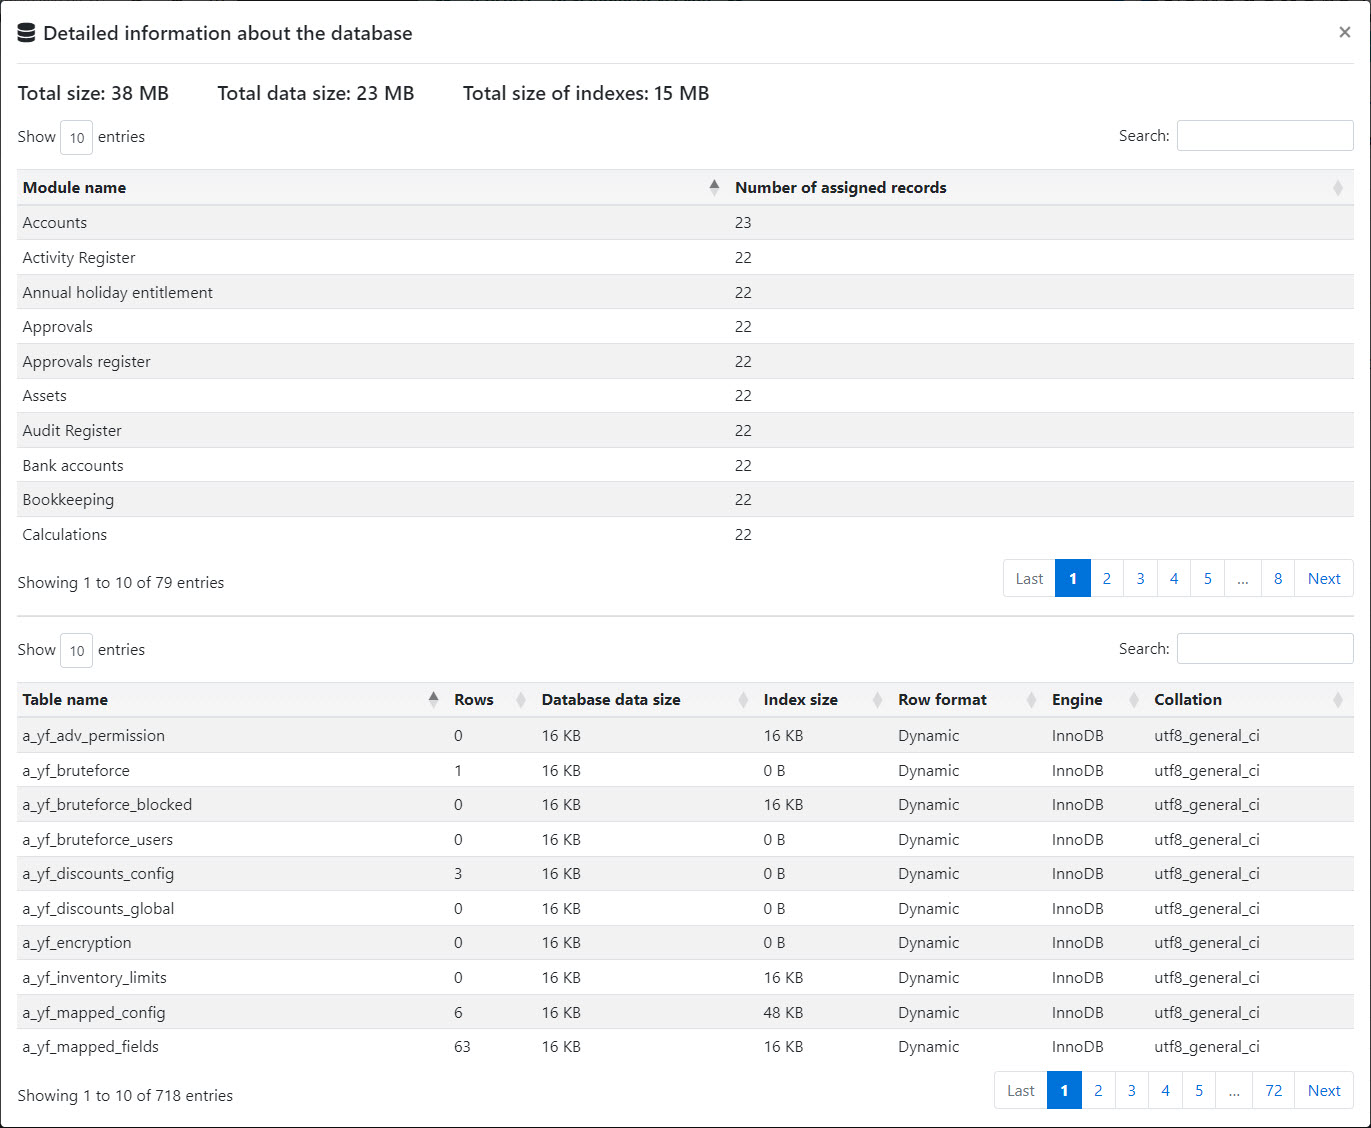 Detailed information about the database ×
Total size: 38 MB Total data size: 23 MB Total size of indexes: 15 MB
Show 10 entries Search:
Module name Number of assigned records
Accounts 23
Activity Register 22
Annual holiday entitlement 22
Approvals 22
Approvals register 22
Assets 22
Audit Register 22
Bank accounts 22
Bookkeeping 22
Calculations 22
Showing 1 to 10 of 79 entries Last 1 2 3 4 5 ... 8 Next
Show 10 entries Search:
Table name Rows Database data size Index size Row format Engine Collation
a_yf_adv_permission 0 16 KB 16 KB Dynamic InnoDB utf8_general_ci
a_yf_bruteforce 1 16 KB 0 B Dynamic InnoDB utf8_general_ci
a_yf_bruteforce_blocked 0 16 KB 16 KB Dynamic InnoDB utf8_general_ci
a_yf_bruteforce_users 0 16 KB 0 B Dynamic InnoDB utf8_general_ci
a_yf_discounts_config 3 16 KB 0 B Dynamic InnoDB utf8_general_ci
a_yf_discounts_global 0 16 KB 0 B Dynamic InnoDB utf8_general_ci
a_yf_encryption 0 16 KB 0 B Dynamic InnoDB utf8_general_ci
a_yf_inventory_limits 0 16 KB 16 KB Dynamic InnoDB utf8_general_ci
a_yf_mapped_config 6 16 KB 48 KB Dynamic InnoDB utf8_general_ci
a_yf_mapped_fields 63 16 KB 16 KB Dynamic InnoDB utf8_general_ci
Showing 1 to 10 of 718 entries Last 1 2 3 4 5 ... 72 Next